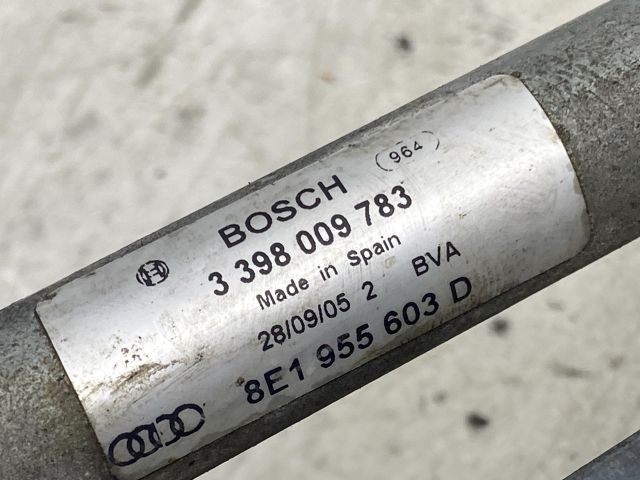 (964)
BOSCH
3 398 009 783
Made in Spain
28/09/05 2 BVA
8E1 955 603 D